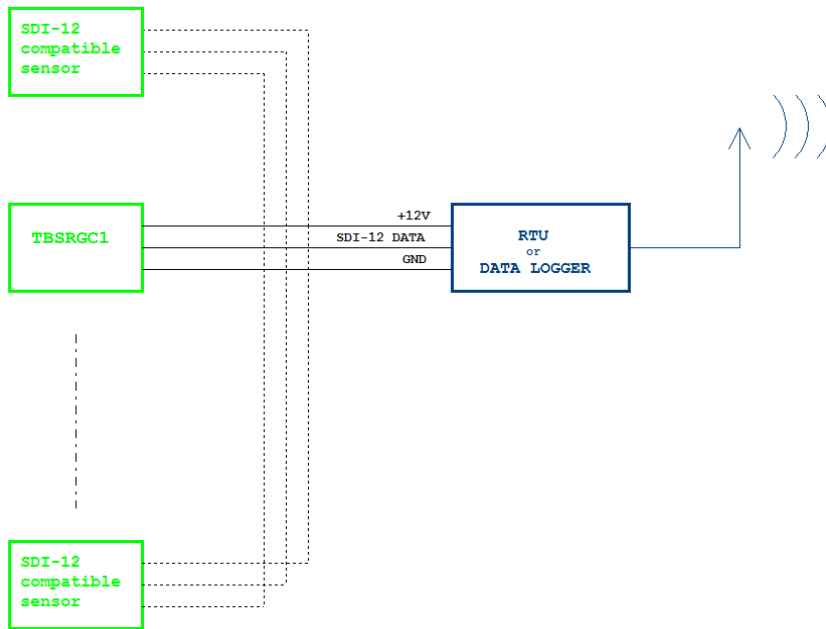 SDI-12
compatible
sensor
+12V
TBSRGC1
SDI-12 DATA
GND
RTU
or
DATA LOGGER
SDI-12
compatible
sensor